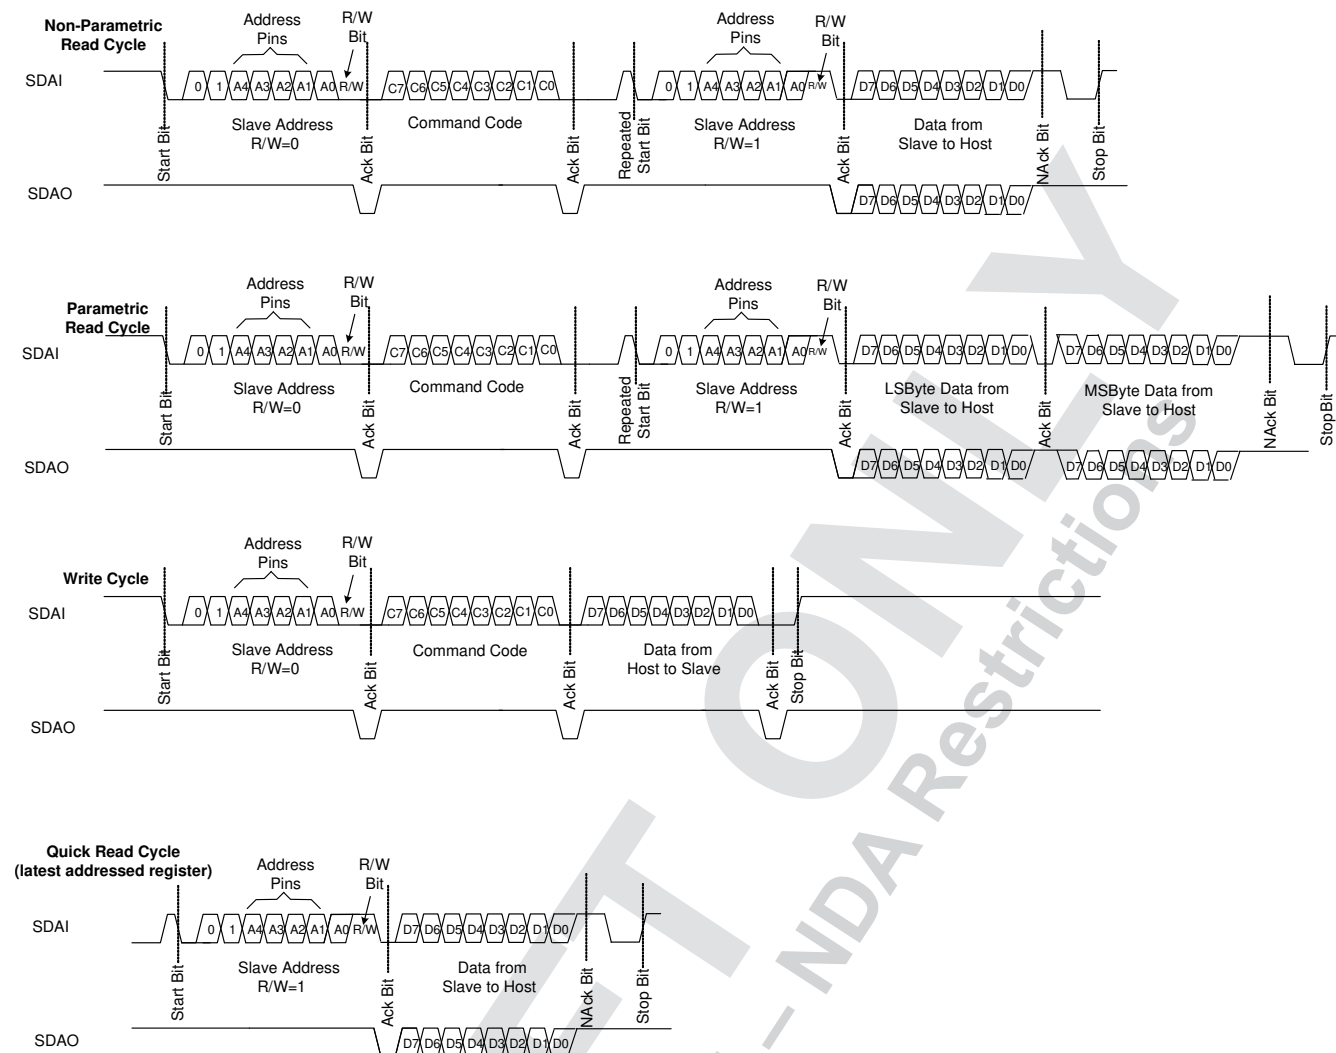 Non-Parametric
Read Cycle
Address
Pins
R/W
Bit
Address
Pins
R/W
Bit
SDAI
0 1 A4 A3 A2 A1 A0 R/W C7 C6 C5 C4 C3 C2 C1 C0 0 1 A4 A3 A2 A1 A0 R/W D7 D6 D5 D4 D3 D2 D1 D0
Start Bit
Slave Address
R/W=0
Ack Bit
Command Code
Ack Bit
Repeated
Start Bit
Slave Address
R/W=1
Ack Bit
Data from
Slave to Host
NAck Bit
Stop Bit
SDAO
D7 D6 D5 D4 D3 D2 D1 D0
Parametric
Read Cycle
Address
Pins
R/W
Bit
Address
Pins
R/W
Bit
SDAI
0 1 A4 A3 A2 A1 A0 R/W C7 C6 C5 C4 C3 C2 C1 C0 0 1 A4 A3 A2 A1 A0 R/W D7 D6 D5 D4 D3 D2 D1 D0 D7 D6 D5 D4 D3 D2 D1 D0
Start Bit
Slave Address
R/W=0
Ack Bit
Command Code
Ack Bit
Repeated
Start Bit
Slave Address
R/W=1
Ack Bit
LSByte Data from
Slave to Host
Ack Bit
MSByte Data from
Slave to Host
NAck Bit
StopBit
SDAO
D7 D6 D5 D4 D3 D2 D1 D0 D7 D6 D5 D4 D3 D2 D1 D0
Write Cycle
Address
Pins
R/W
Bit
SDAI
0 1 A4 A3 A2 A1 A0 R/W C7 C6 C5 C4 C3 C2 C1 C0 D7 D6 D5 D4 D3 D2 D1 D0
Start Bit
Slave Address
R/W=0
Ack Bit
Command Code
Ack Bit
Data from
Host to Slave
Ack Bit
Stop Bit
SDAO
Quick Read Cycle
(latest addressed register)
Address
Pins
R/W
Bit
SDAI
0 1 A4 A3 A2 A1 A0 R/W D7 D6 D5 D4 D3 D2 D1 D0
Start Bit
Slave Address
R/W=1
Ack Bit
Data from
Slave to Host
NAck Bit
Stop Bit
SDAO
D7 D6 D5 D4 D3 D2 D1 D0
ONLY
– NDA Restrictions